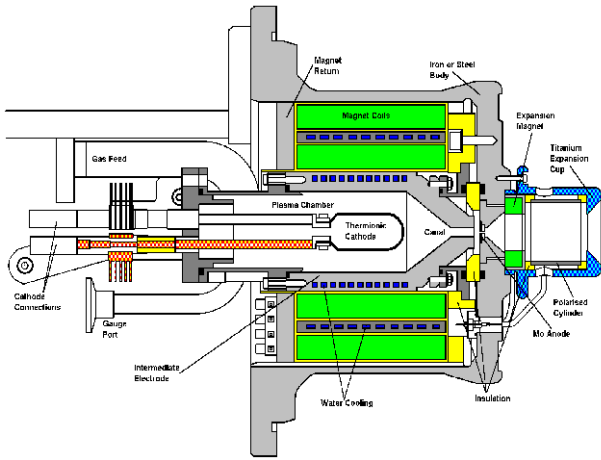 Magnet
Return
Iron or Steel
Body
Magnet Coils
Expansion
Magnet
Titanium
Expansion
Cup
Gas Feed
Plasma Chamber
Thermionic
Cathode
Canal
Cathode
Connections
Gauge
Port
Polarised
Cylinder
Mo Anode
Intermediate
Electrode
Water Cooling
Insulation